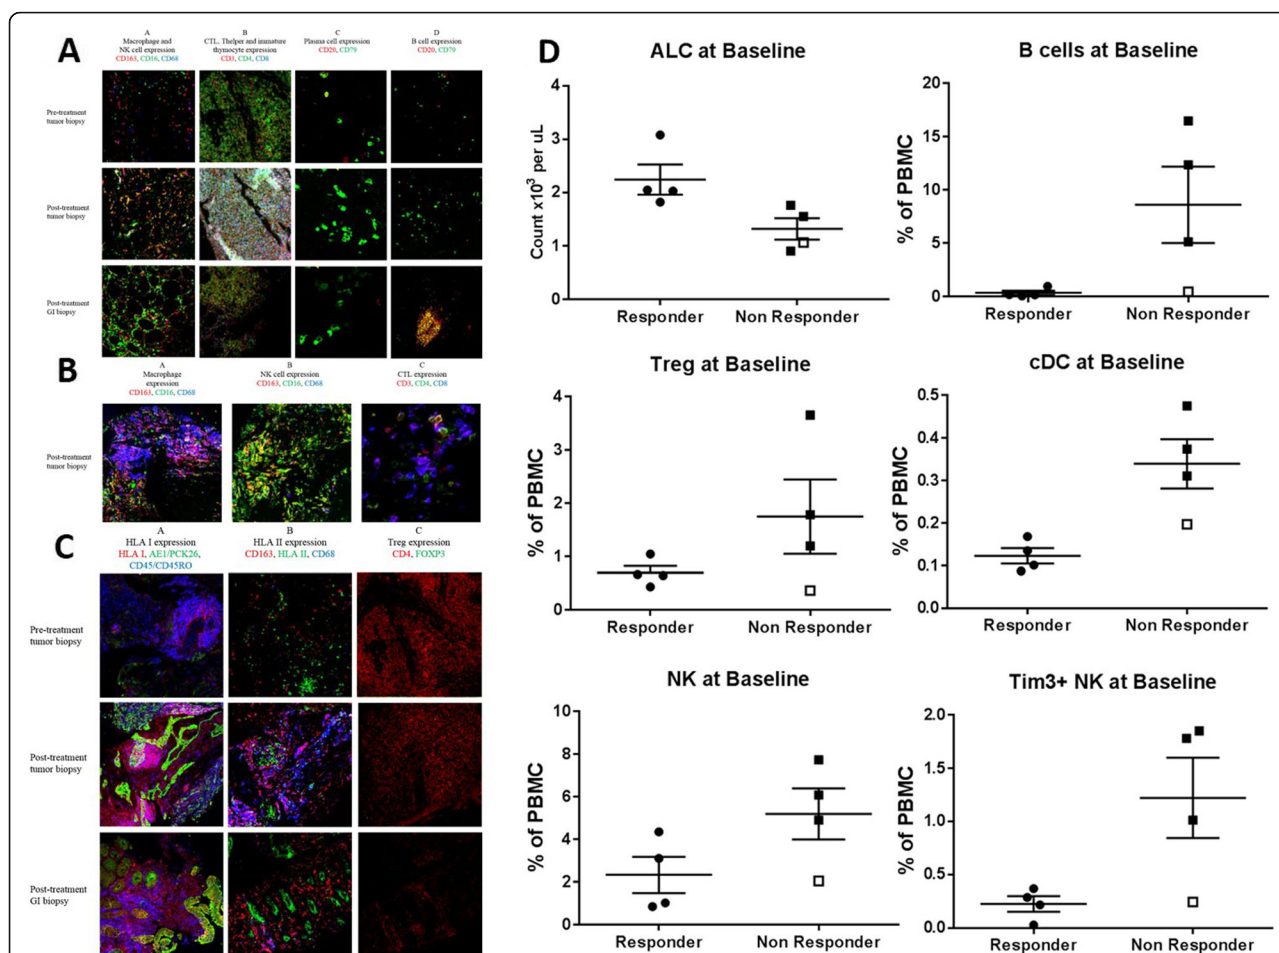 A
A
Macrophage and
NK cell expression
CD163, CD16, CD68
B
CTL, Thelper and immature
thymocyte expression
CD3, CD4, CD8
C
Plasma cell expression
CD20, CD79
D
B cell expression
CD20, CD79
Pre-treatment
tumor biopsy
Post-treatment
tumor biopsy
Post-treatment
GI biopsy
B
A
Macrophage
expression
CD163, CD16, CD68
B
NK cell expression
CD163, CD16, CD68
C
CTL expression
CD3, CD4, CD8
Post-treatment
tumor biopsy
C
A
HLA I expression
HLA I, AE1/PCK26,
CD45/CD45RO
B
HLA II expression
CD163, HLA II, CD68
C
Treg expression
CD4, FOXP3
Pre-treatment
tumor biopsy
Post-treatment
tumor biopsy
Post-treatment
GI biopsy
D
ALC at Baseline
Count x10³ per uL
4
3
2
1
0
Responder
Non Responder
B cells at Baseline
% of PBMC
20
15
10
5
0
Responder
Non Responder
Treg at Baseline
% of PBMC
4
3
2
1
0
Responder
Non Responder
cDC at Baseline
% of PBMC
0.5
0.4
0.3
0.2
0.1
0.0
Responder
Non Responder
NK at Baseline
% of PBMC
10
8
6
4
2
0
Responder
Non Responder
Tim3+ NK at Baseline
% of PBMC
2.0
1.5
1.0
0.5
0.0
Responder
Non Responder